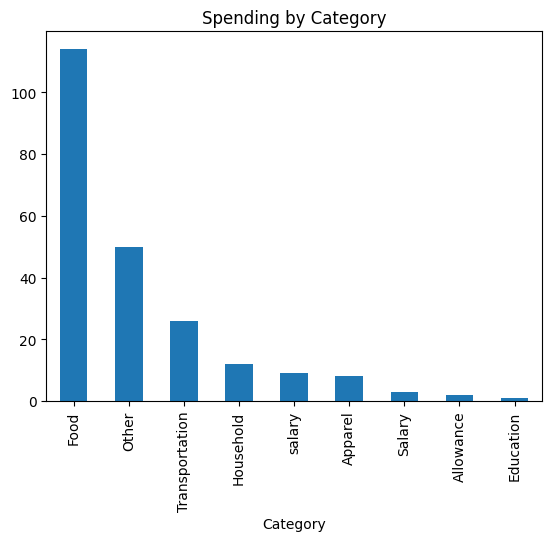 Spending by Category
100
80
60
40
20
0
Food
Other
Transportation
Household
salary
Apparel
Salary
Allowance
Education
Category